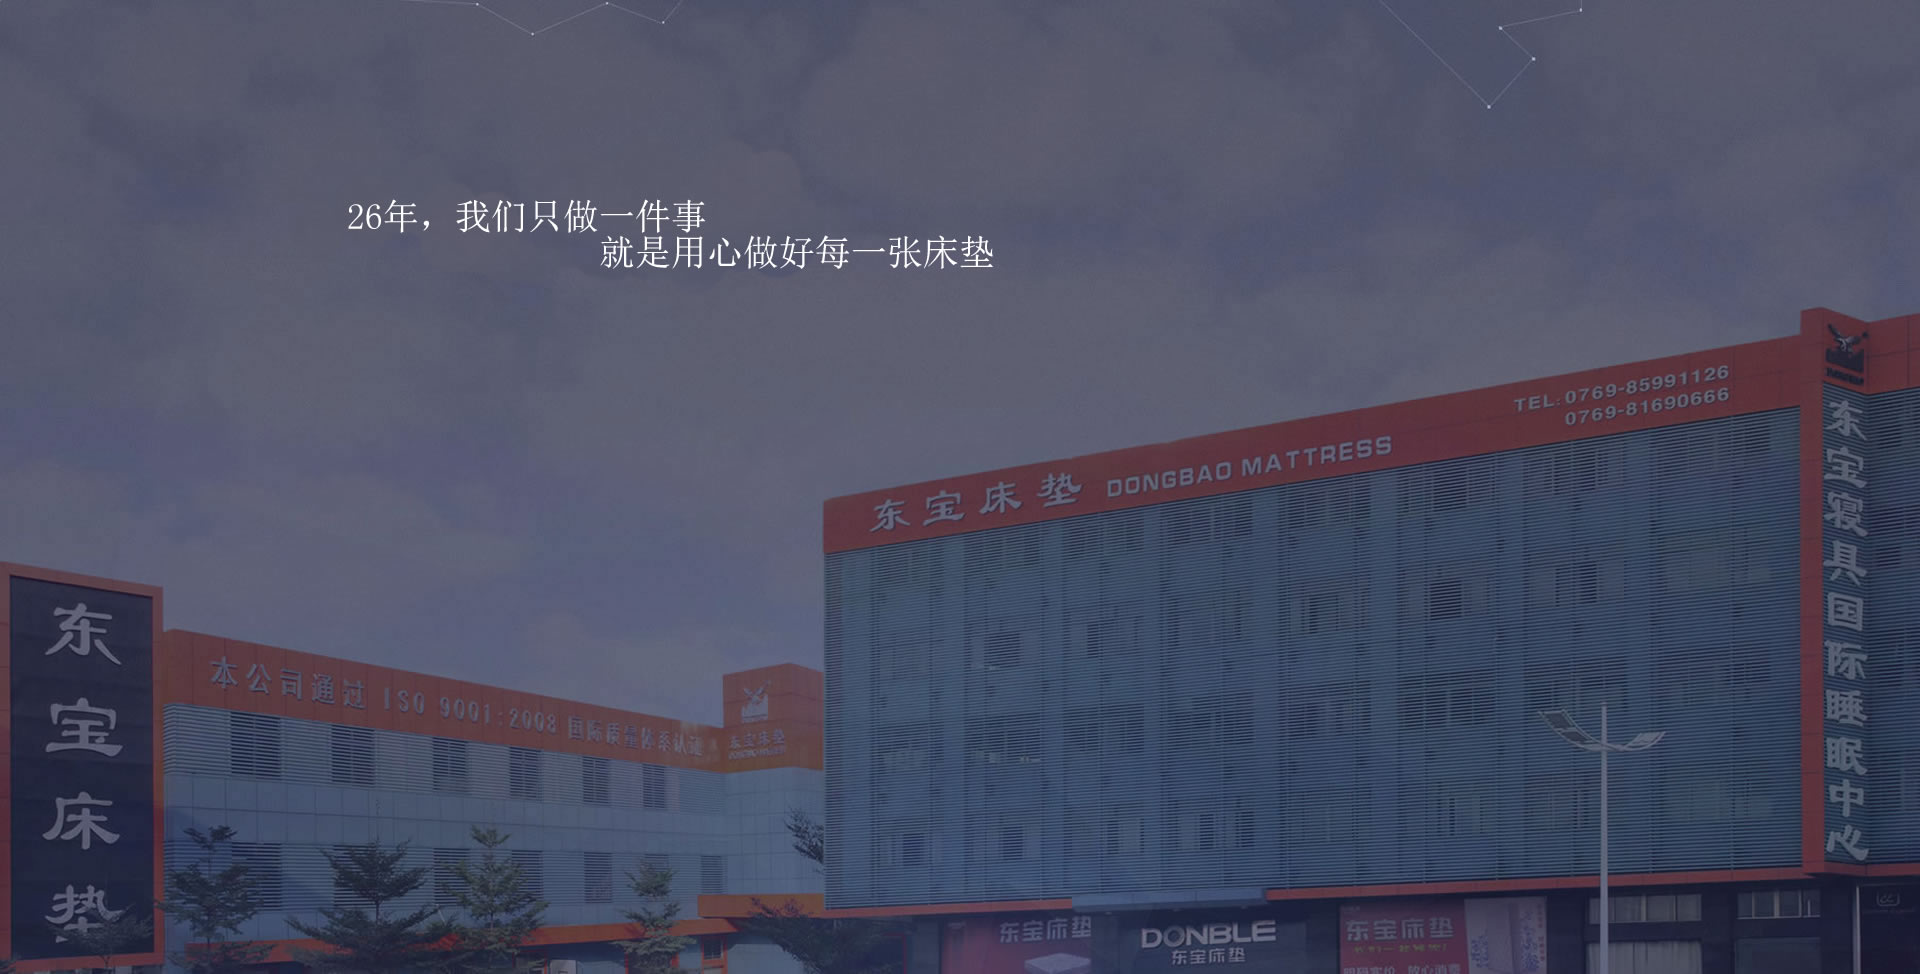 26年，我们只做一件事
就是用心做好每一张床垫
TEL:0769-85991126
0769-81690666
东宝床垫 DONGBAO MATTRESS
东宝寝具国际睡眠中心
东宝床垫
本公司通过 ISO 9001:2008 国际质量体系认证
东宝床垫
东宝床垫
DONBLE
东宝床垫
东宝床垫